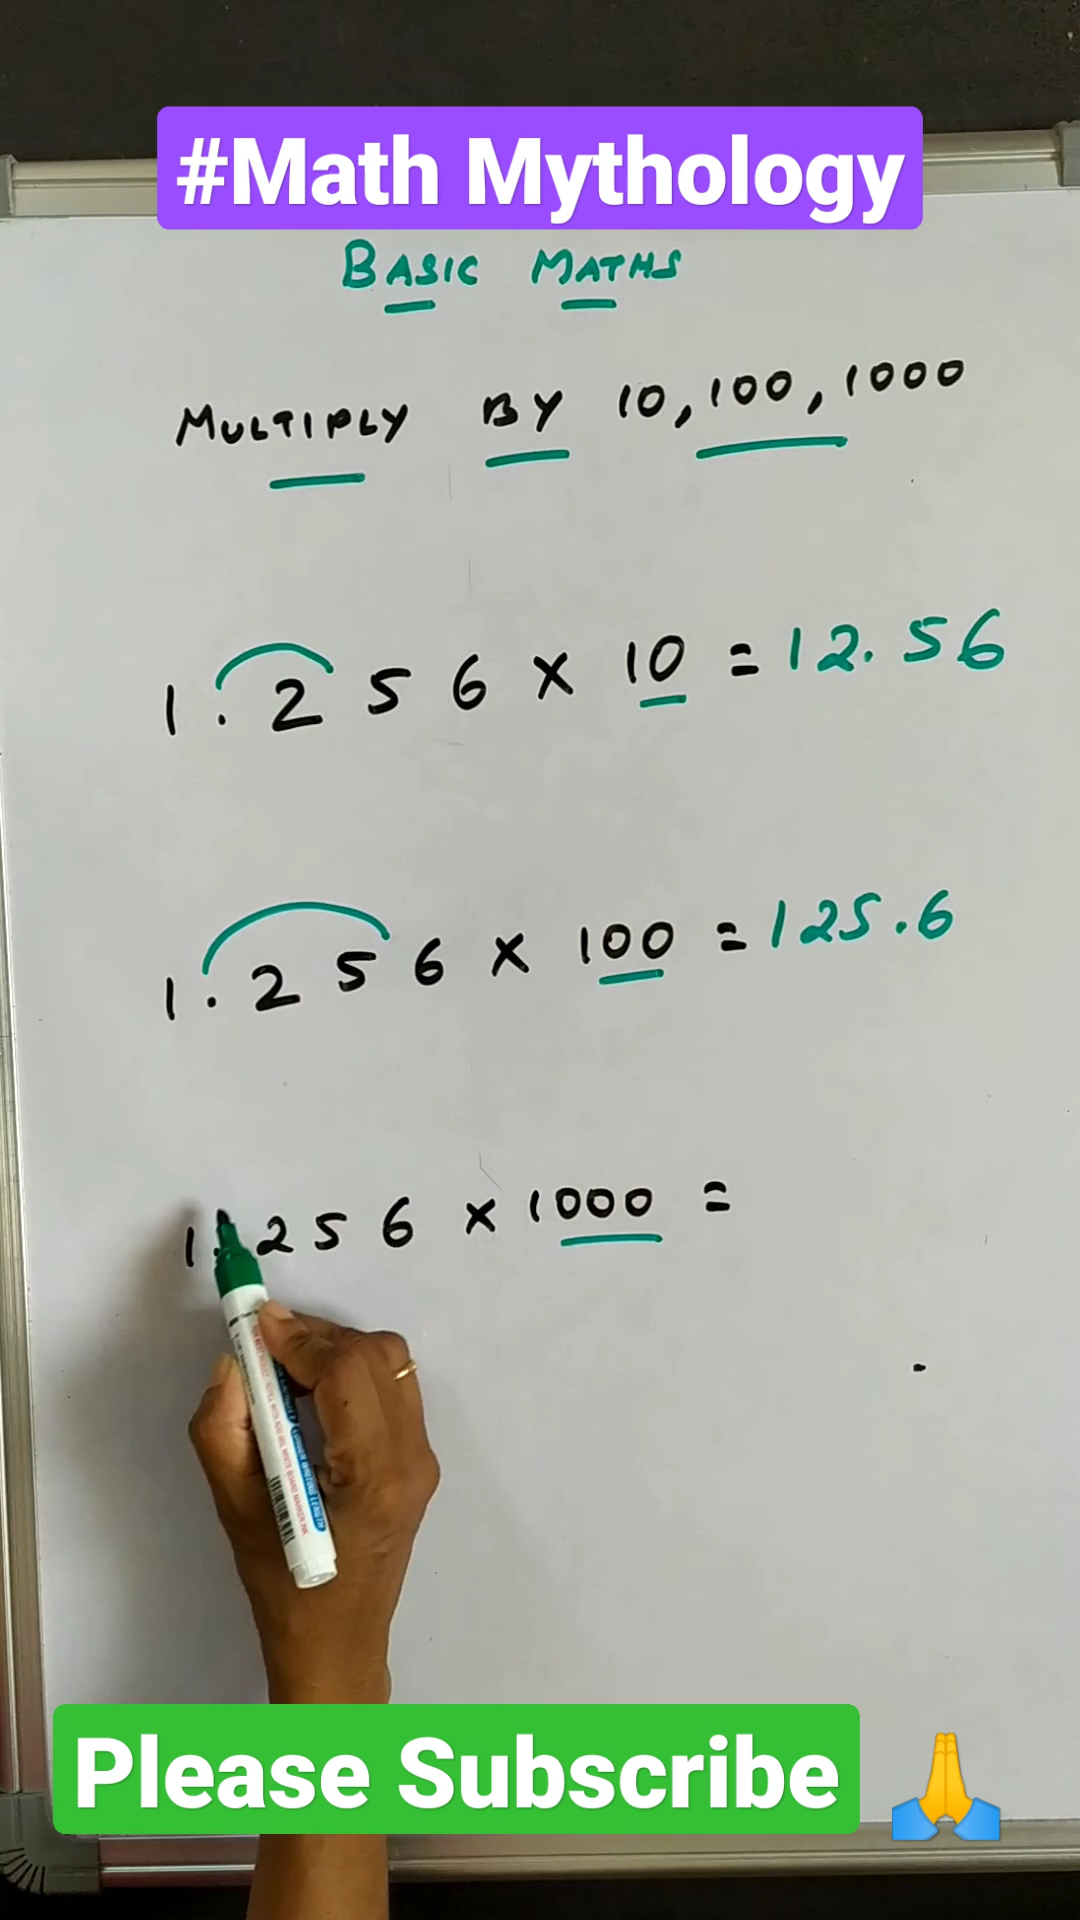 #Math Mythology
BASIC MATHS
MULTIPLY BY 10,100,1000
1.256 × 10 = 12.56
1.256 × 100 = 125.6
1.256 × 1000 =
Please Subscribe 🙏